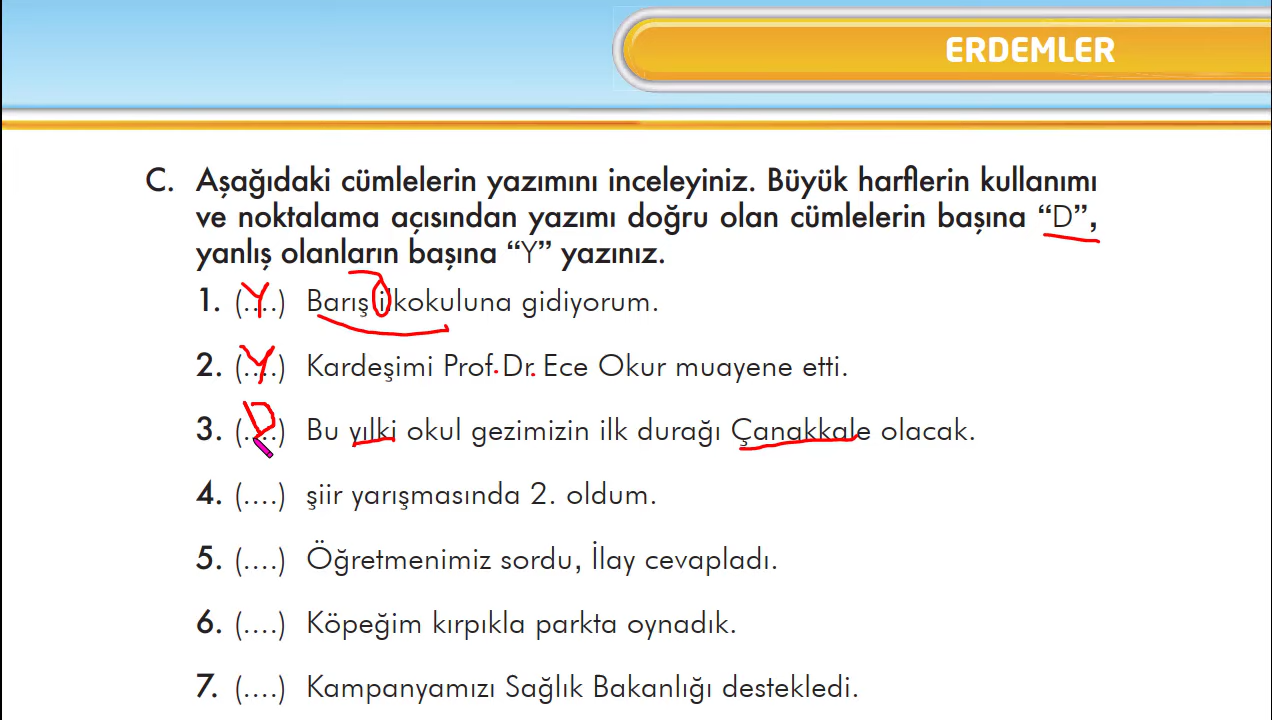 ERDEMLER
C. Aşağıdaki cümlelerin yazımını inceleyiniz. Büyük harflerin kullanımı
ve noktalama açısından yazımı doğru olan cümlelerin başına “D”,
yanlış olanların başına “Y” yazınız.
1. (.Y..) Barış ilkokuluna gidiyorum.
2. (.Y..) Kardeşimi Prof. Dr. Ece Okur muayene etti.
3. (.D..) Bu yılki okul gezimizin ilk durağı Çanakkale olacak.
4. (....) şiir yarışmasında 2. oldum.
5. (....) Öğretmenimiz sordu, İlay cevapladı.
6. (....) Köpeğim kırpıkla parkta oynadık.
7. (....) Kampanyamızı Sağlık Bakanlığı destekledi.